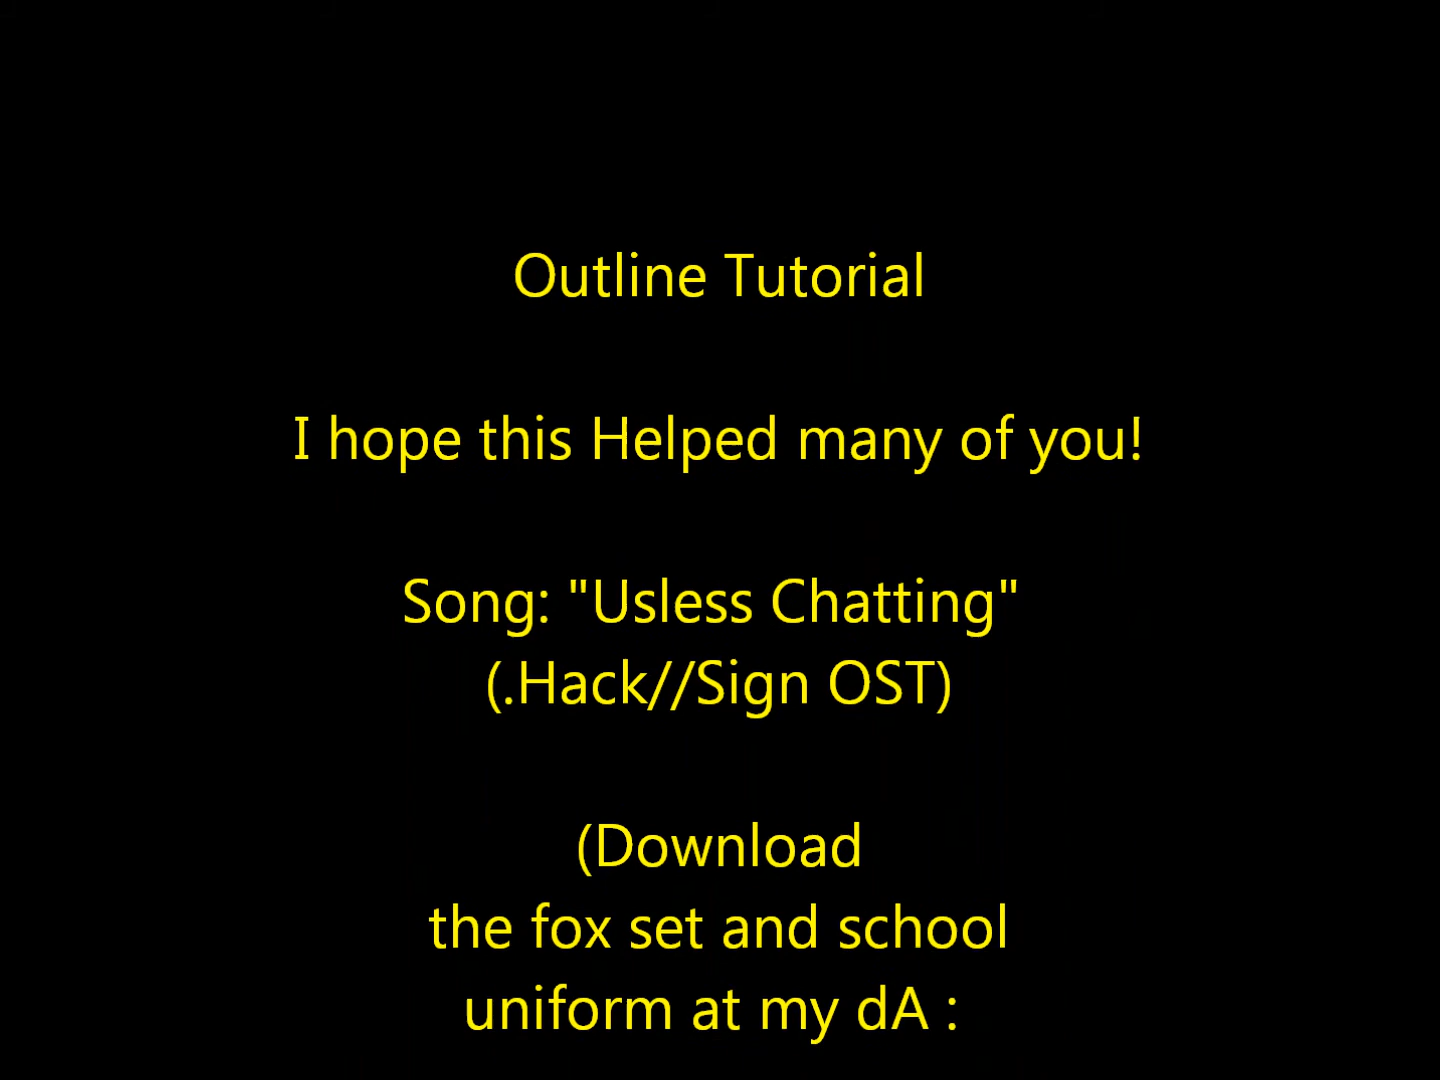 Outline Tutorial
I hope this Helped many of you!
Song: "Usless Chatting"
(.Hack//Sign OST)
(Download
the fox set and school
uniform at my dA :